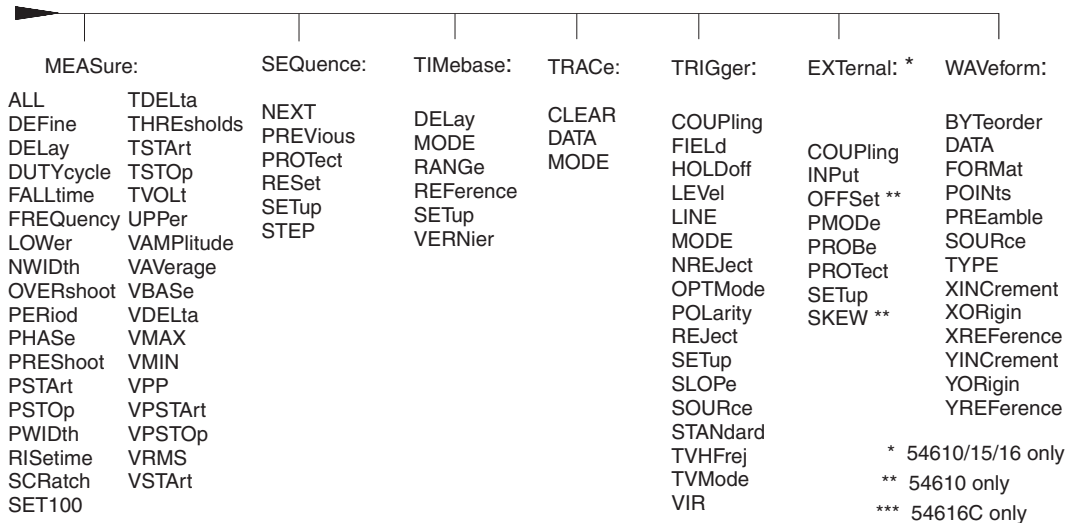 MEASure:
ALL
DEFine
DELay
DUTYcycle
FALLtime
FREQuency
LOWer
NWIDth
OVERshoot
PERiod
PHASe
PREShoot
PSTArt
PSTOp
PWIDth
RISetime
SCRatch
SET100
TDELta
THREsholds
TSTArt
TSTOp
TVOLt
UPPer
VAMPlitude
VAVerage
VBASe
VDELta
VMAX
VMIN
VPP
VPSTArt
VPSTOp
VRMS
VSTArt
SEQuence:
NEXT
PREVious
PROTect
RESet
SETup
STEP
TIMebase:
DELay
MODE
RANGe
REFerence
SETup
VERNier
TRACe:
CLEAR
DATA
MODE
TRIGger:
COUPling
FIELd
HOLDoff
LEVel
LINE
MODE
NREJect
OPTMode
POLarity
REJect
SETup
SLOPe
SOURce
STANdard
TVHFrej
TVMode
VIR
EXTernal: *
COUPling
INPut
OFFSet **
PMODe
PROBe
PROTect
SETup
SKEW **
WAVeform:
BYTeorder
DATA
FORMat
POINts
PREamble
SOURce
TYPE
XINCrement
XORigin
XREFerence
YINCrement
YORigin
YREFerence
* 54610/15/16 only
** 54610 only
*** 54616C only